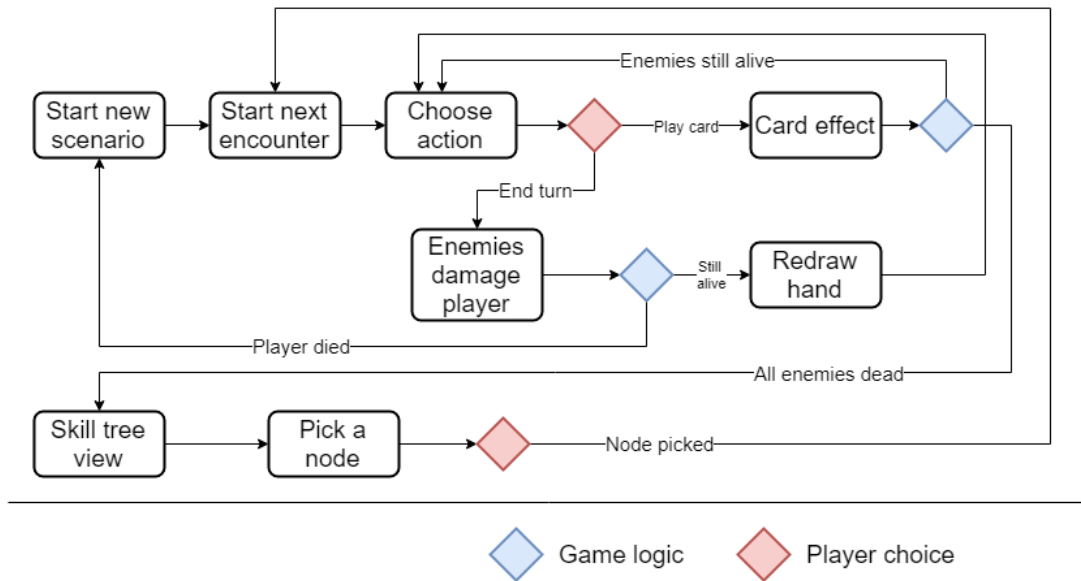 Enemies still alive
Start new
scenario
Start next
encounter
Choose
action
Play card
Card effect
End turn
Enemies
damage
player
Still
alive
Redraw
hand
Player died
All enemies dead
Skill tree
view
Pick a
node
Node picked
Game logic
Player choice